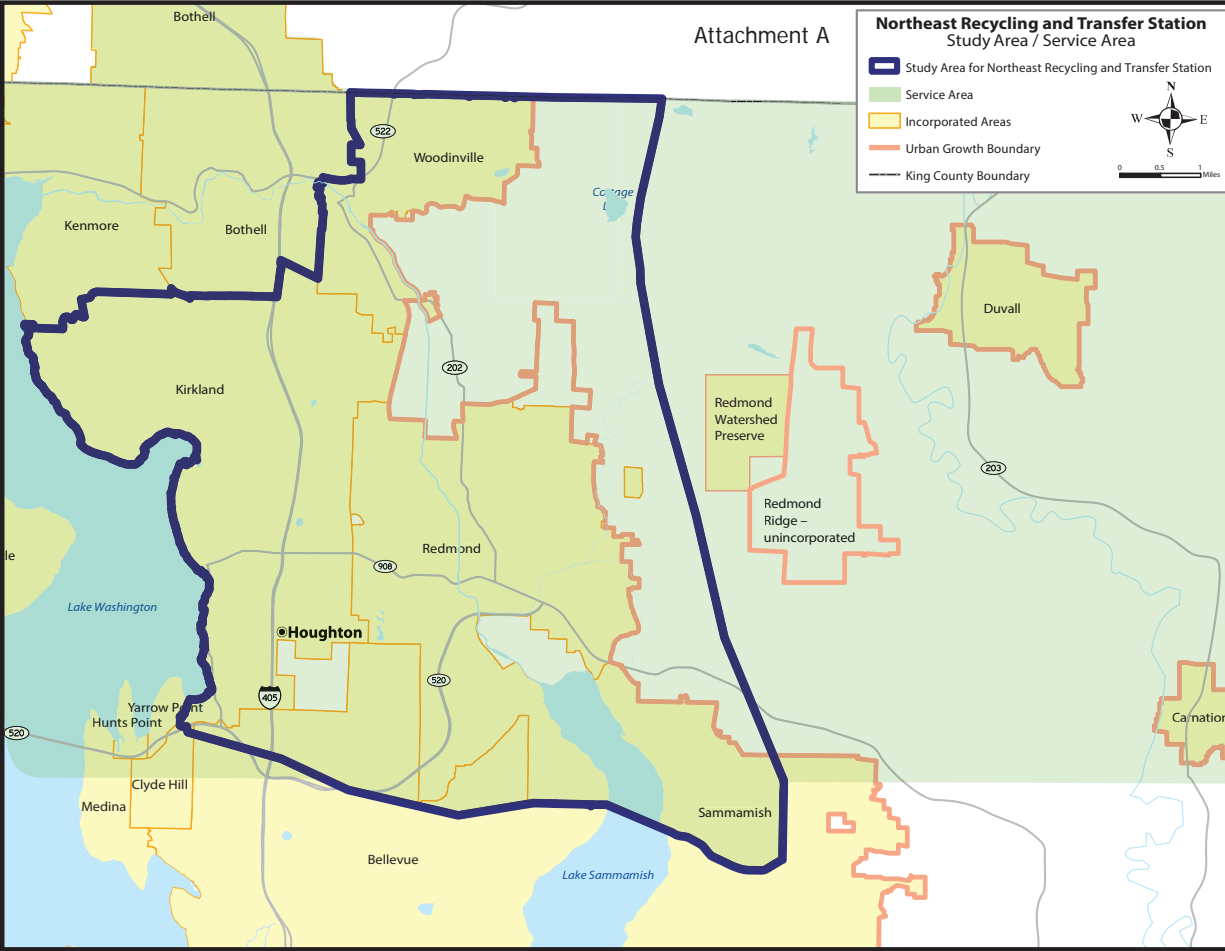 Bothell
Attachment A
Northeast Recycling and Transfer Station
Study Area / Service Area
Study Area for Northeast Recycling and Transfer Station
Service Area
Incorporated Areas
Urban Growth Boundary
King County Boundary
N
W
E
S
0
0.5
1
Miles
522
Woodinville
Cottage
L
Kenmore
Bothell
Duvall
202
Kirkland
Redmond
Watershed
Preserve
203
Redmond
Ridge –
unincorporated
le
Redmond
908
Lake Washington
Houghton
520
405
Yarrow Point
Hunts Point
520
Carnation
Clyde Hill
Medina
Sammamish
Bellevue
Lake Sammamish